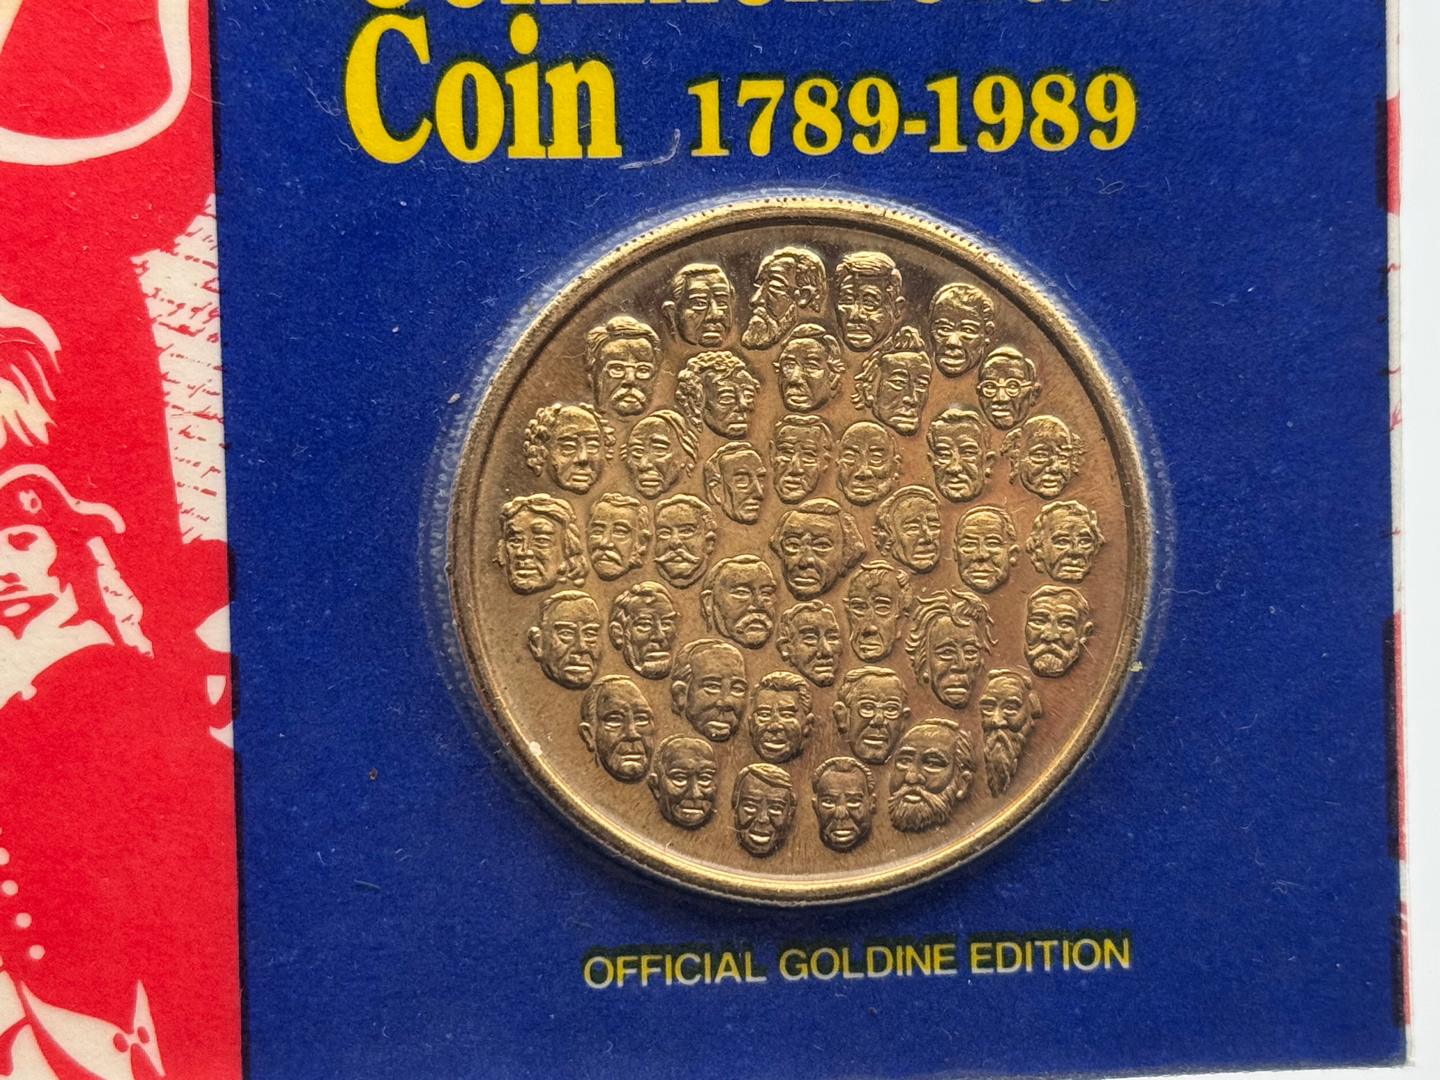 Coin 1789-1989
OFFICIAL GOLDINE EDITION